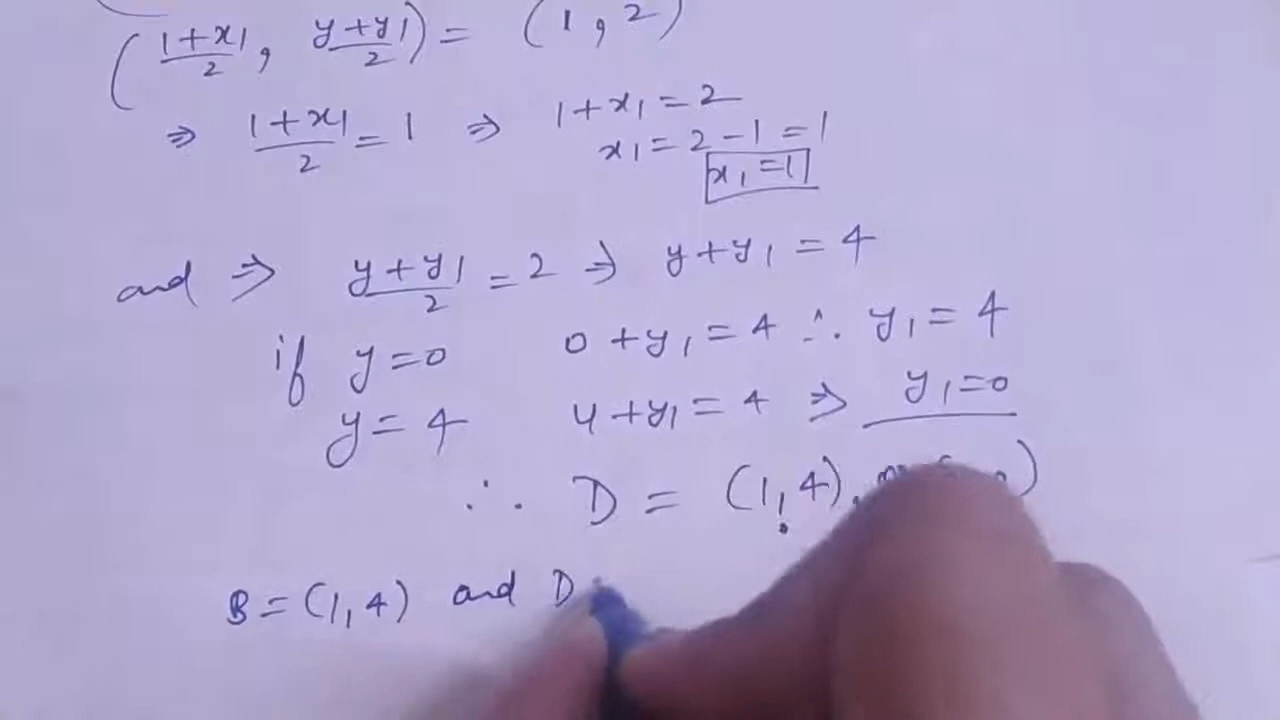 (1+x1/2, y+y1/2) = (1, 2)
⇒ 1+x1/2 = 1 ⇒ 1+x1 = 2
x1 = 2-1 = 1
x1 = 1
and ⇒ y+y1/2 = 2 ⇒ y+y1 = 4
if y=0 0+y1 = 4 ∴ y1 = 4
y = 4 4+y1 = 4 ⇒ y1=0
∴ D = (1,4),
B = (1,4) and D